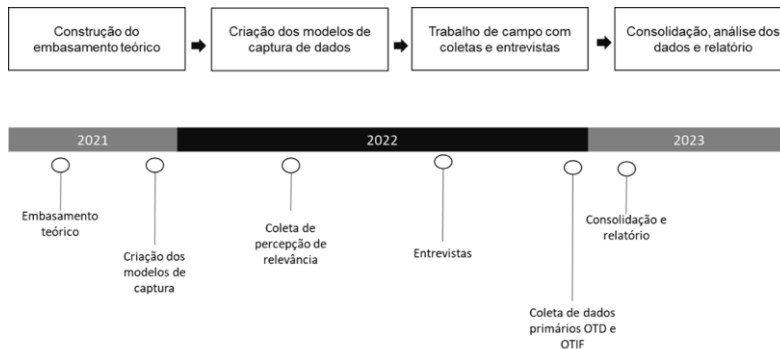 Construção do
embasamento teórico
Criação dos modelos de
captura de dados
Trabalho de campo com
coletas e entrevistas
Consolidação, análise dos
dados e relatório
2021
2022
2023
Embasamento
teórico
Criação dos
modelos de
captura
Coleta de
percepção de
relevância
Entrevistas
Coleta de dados
primários OTD e
OTIF
Consolidação e
relatório